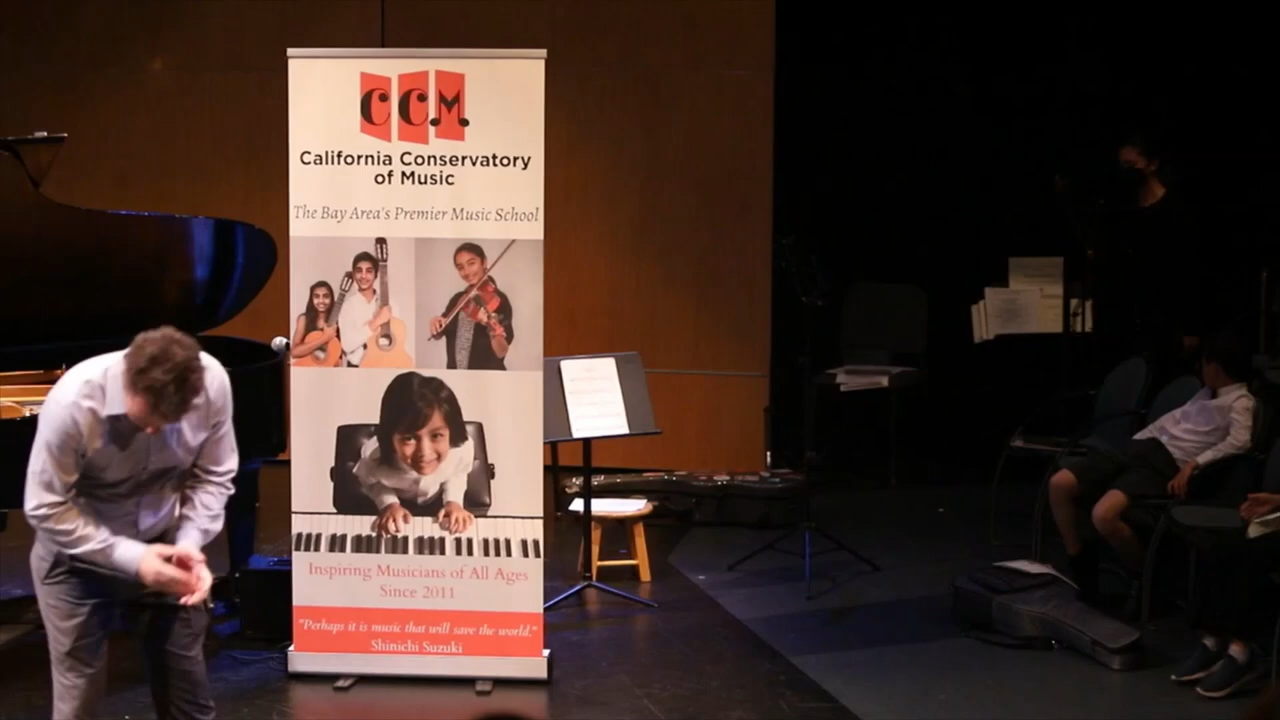 CCM
California Conservatory
of Music
The Bay Area's Premier Music School
Inspiring Musicians of All Ages
Since 2011
"Perhaps it is music that will save the world."
Shinichi Suzuki